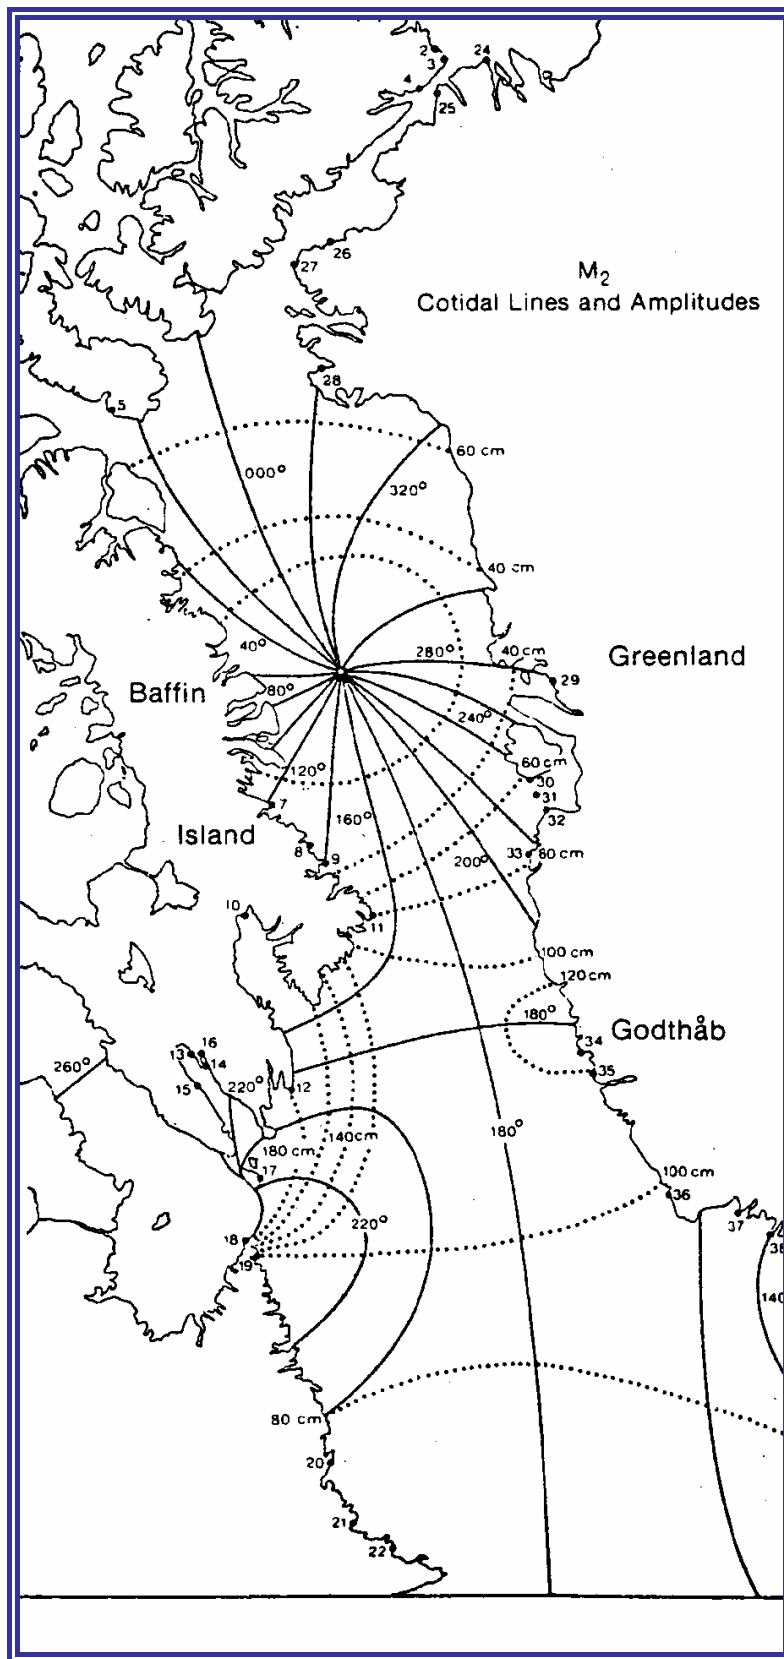 2
3
24
4
25
26
27
M2
Cotidal Lines and Amplitudes
28
5
60 cm
000°
320°
40 cm
40°
280°
40 cm
Greenland
29
Baffin
80°
240°
120°
60 cm
30
31
7
160°
32
Island
8
9
200°
33
80 cm
10
11
100 cm
120 cm
180°
Godthåb
34
16
13
14
260°
35
15
220°
12
180°
140cm
180 cm
17
100 cm
36
220°
37
18
38
19
140
80 cm
20
21
22